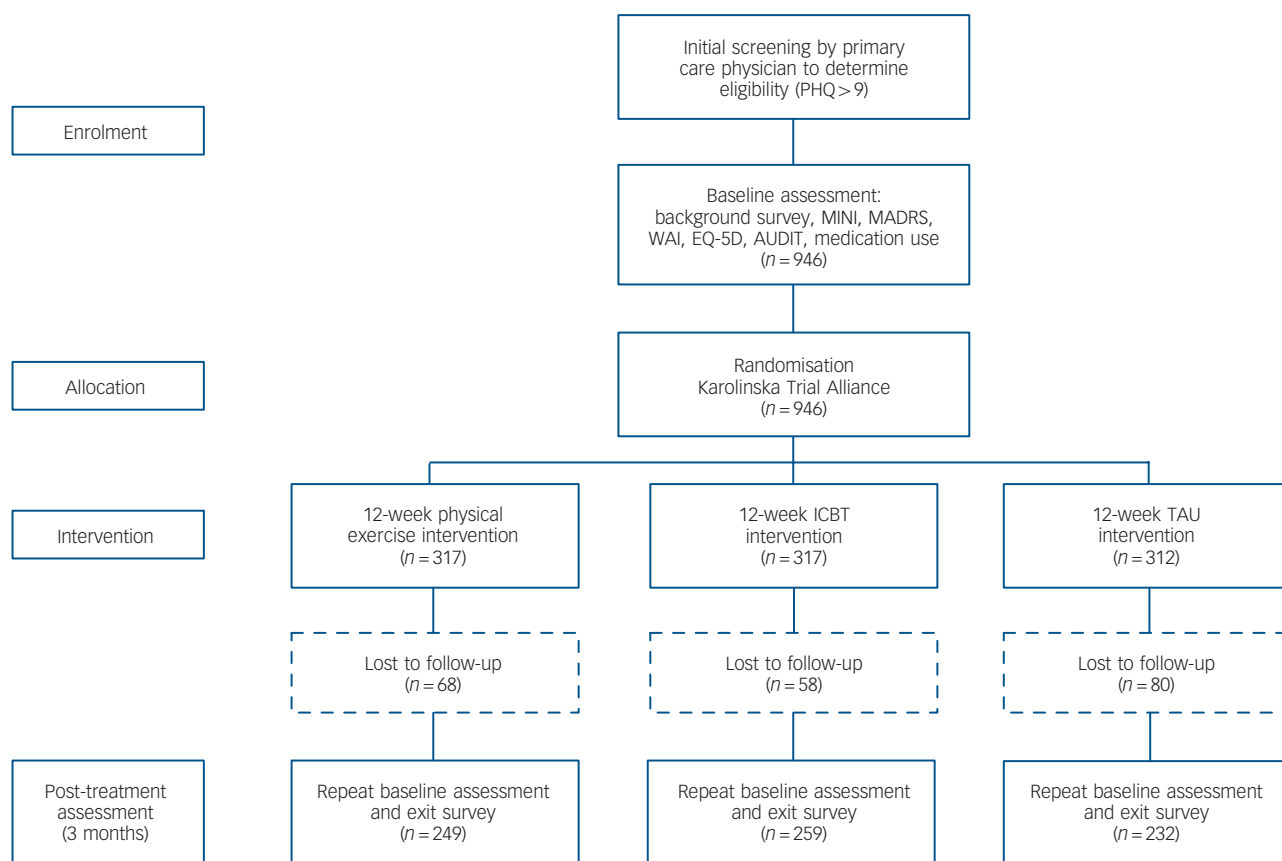 Initial screening by primary
care physician to determine
eligibility (PHQ > 9)
Enrolment
Baseline assessment:
background survey, MINI, MADRS,
WAI, EQ-5D, AUDIT, medication use
(n = 946)
Allocation
Randomisation
Karolinska Trial Alliance
(n = 946)
Intervention
12-week physical
exercise intervention
(n = 317)
12-week ICBT
intervention
(n = 317)
12-week TAU
intervention
(n = 312)
Lost to follow-up
(n = 68)
Lost to follow-up
(n = 58)
Lost to follow-up
(n = 80)
Post-treatment
assessment
(3 months)
Repeat baseline assessment
and exit survey
(n = 249)
Repeat baseline assessment
and exit survey
(n = 259)
Repeat baseline assessment
and exit survey
(n = 232)